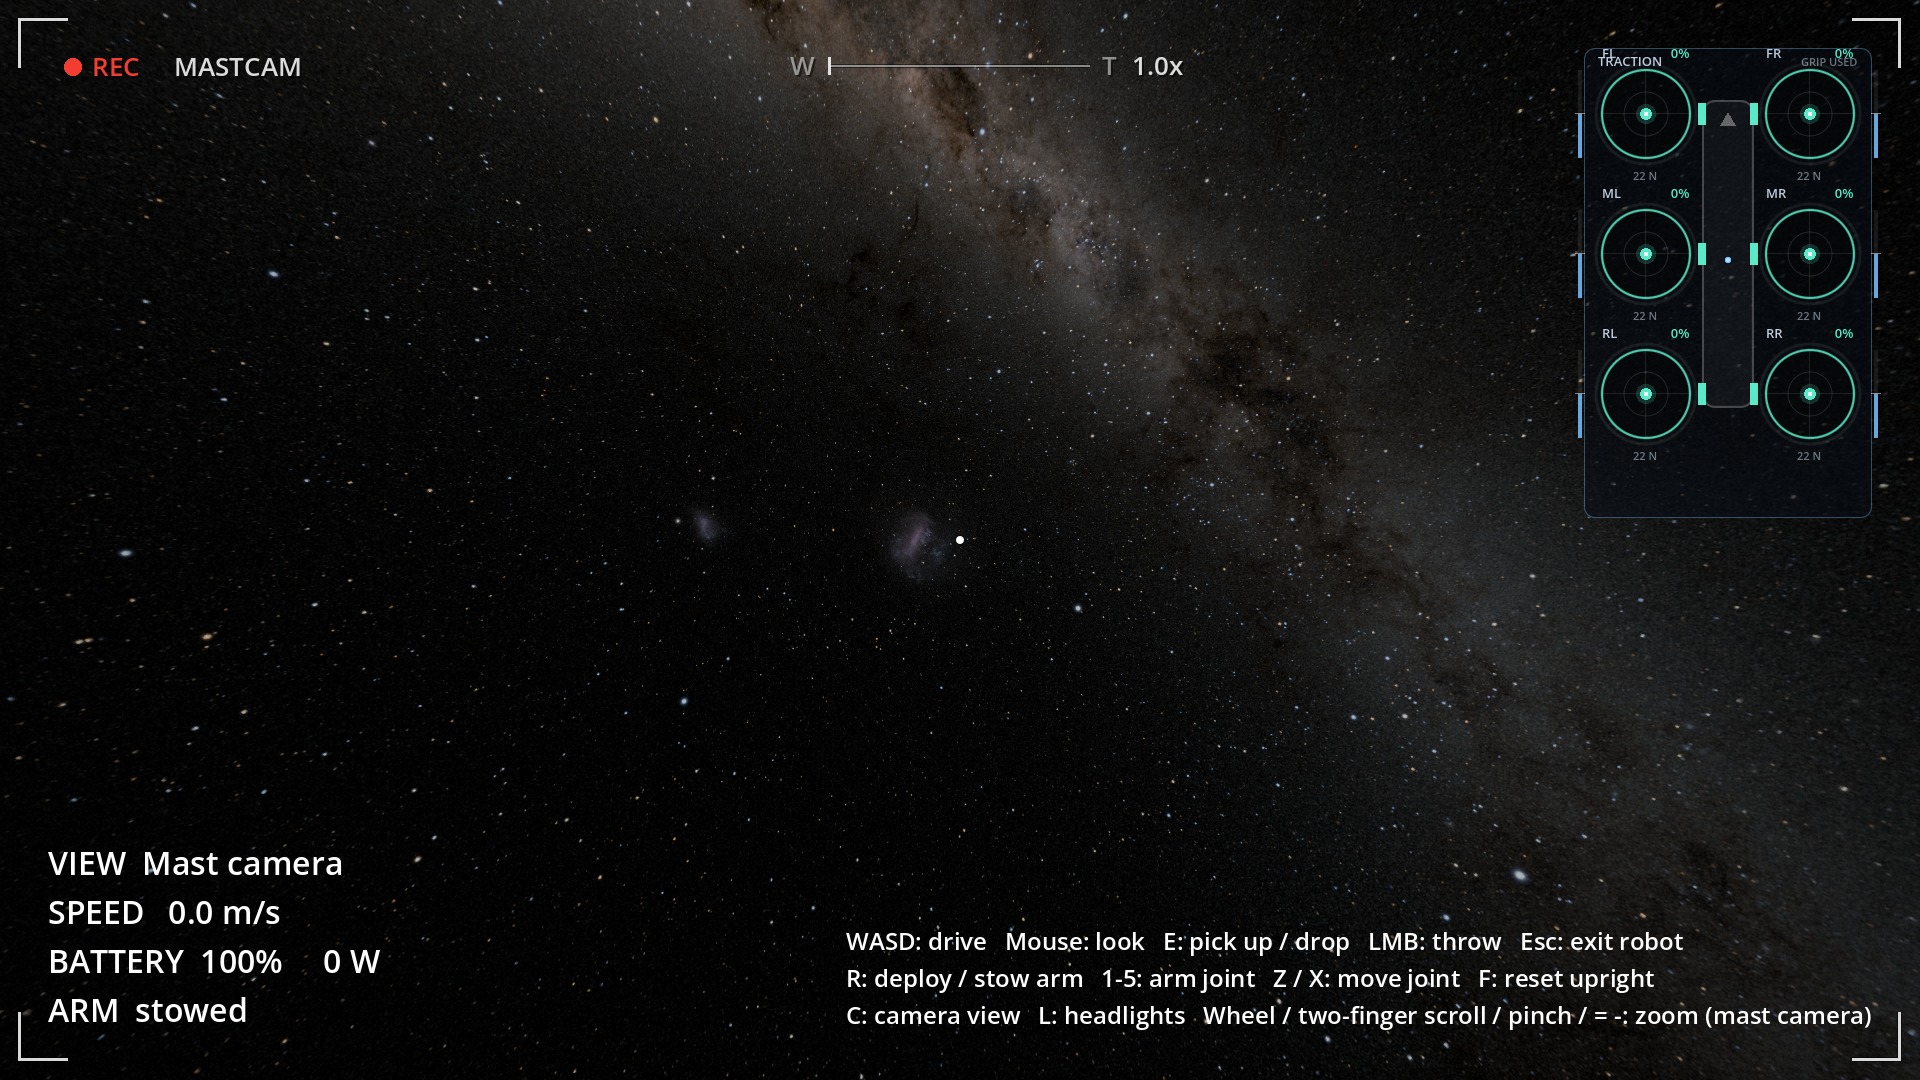 REC MASTCAM
W T 1.0x
FL 0% FR 0%
TRACTION GRIP USED
22 N 22 N
ML 0% MR 0%
22 N 22 N
RL 0% RR 0%
22 N 22 N
VIEW Mast camera
SPEED 0.0 m/s
BATTERY 100% 0 W
ARM stowed
WASD: drive Mouse: look E: pick up / drop LMB: throw Esc: exit robot
R: deploy / stow arm 1-5: arm joint Z / X: move joint F: reset upright
C: camera view L: headlights Wheel / two-finger scroll / pinch / = -: zoom (mast camera)